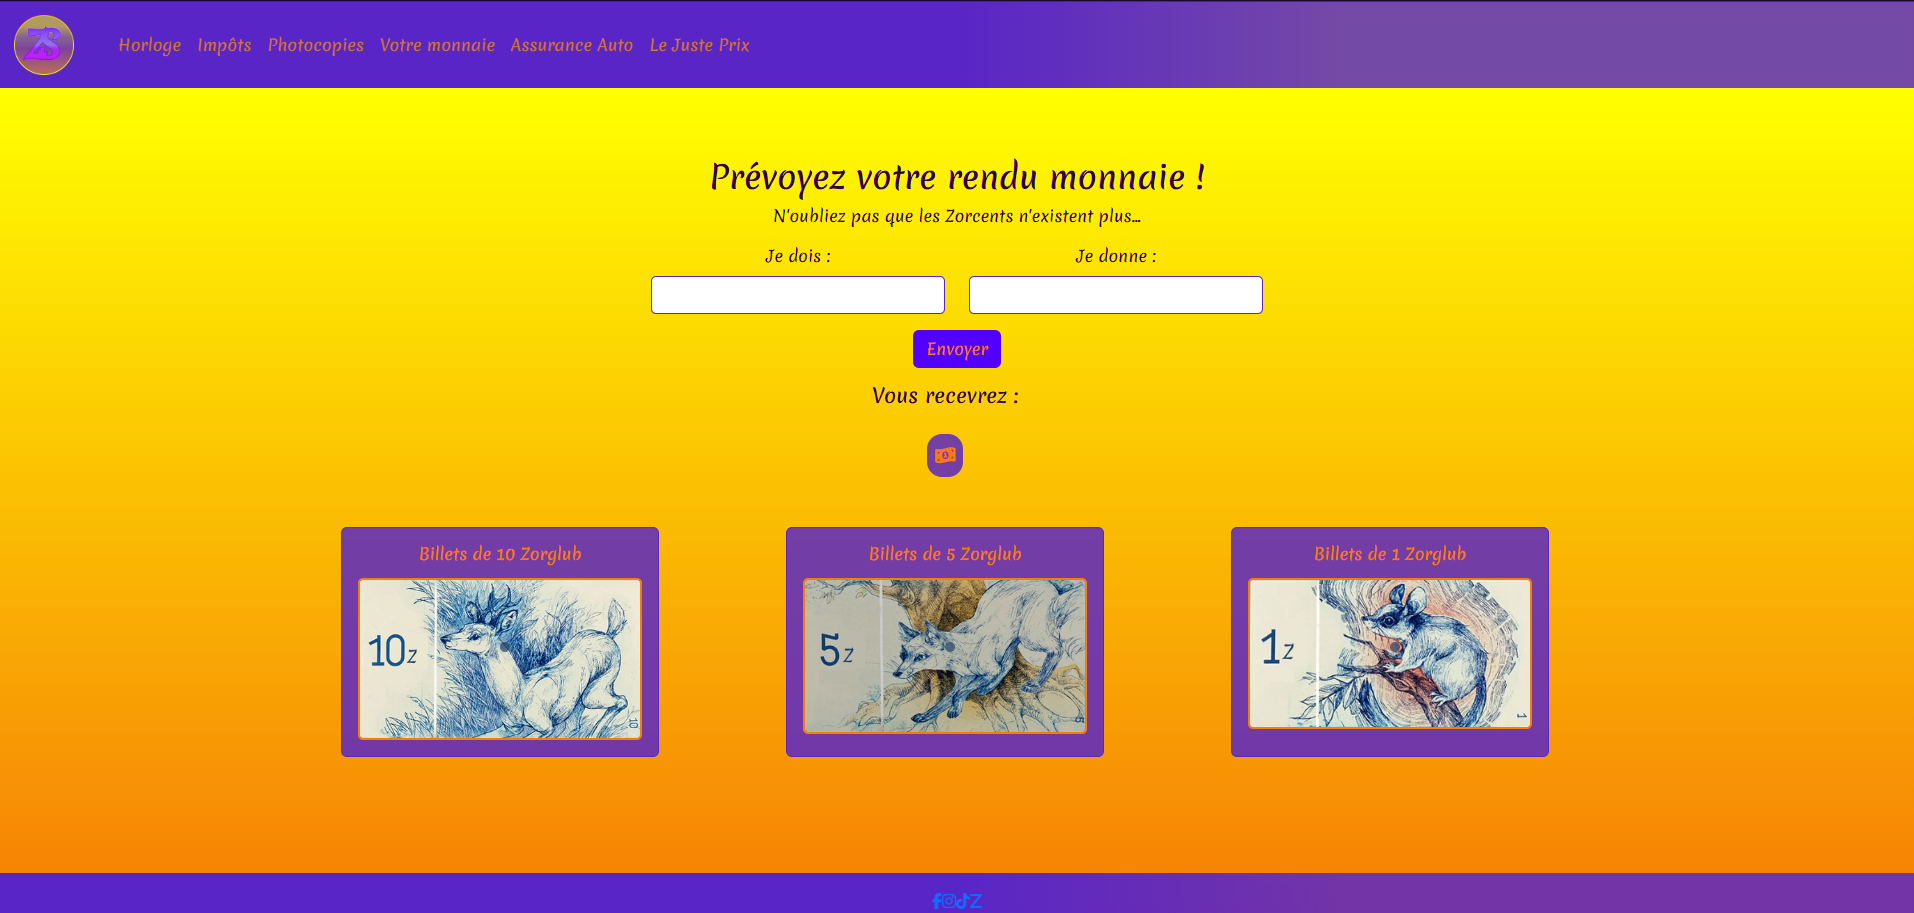 ZS
Horloge Impôts Photocopies Votre monnaie Assurance Auto Le Juste Prix
Prévoyez votre rendu monnaie !
N'oubliez pas que les Zorcents n'existent plus...
Je dois : Je donne :
Envoyer
Vous recevrez :
0
Billets de 10 Zorglub Billets de 5 Zorglub Billets de 1 Zorglub
10z 5z 1z
10 5 1
Z